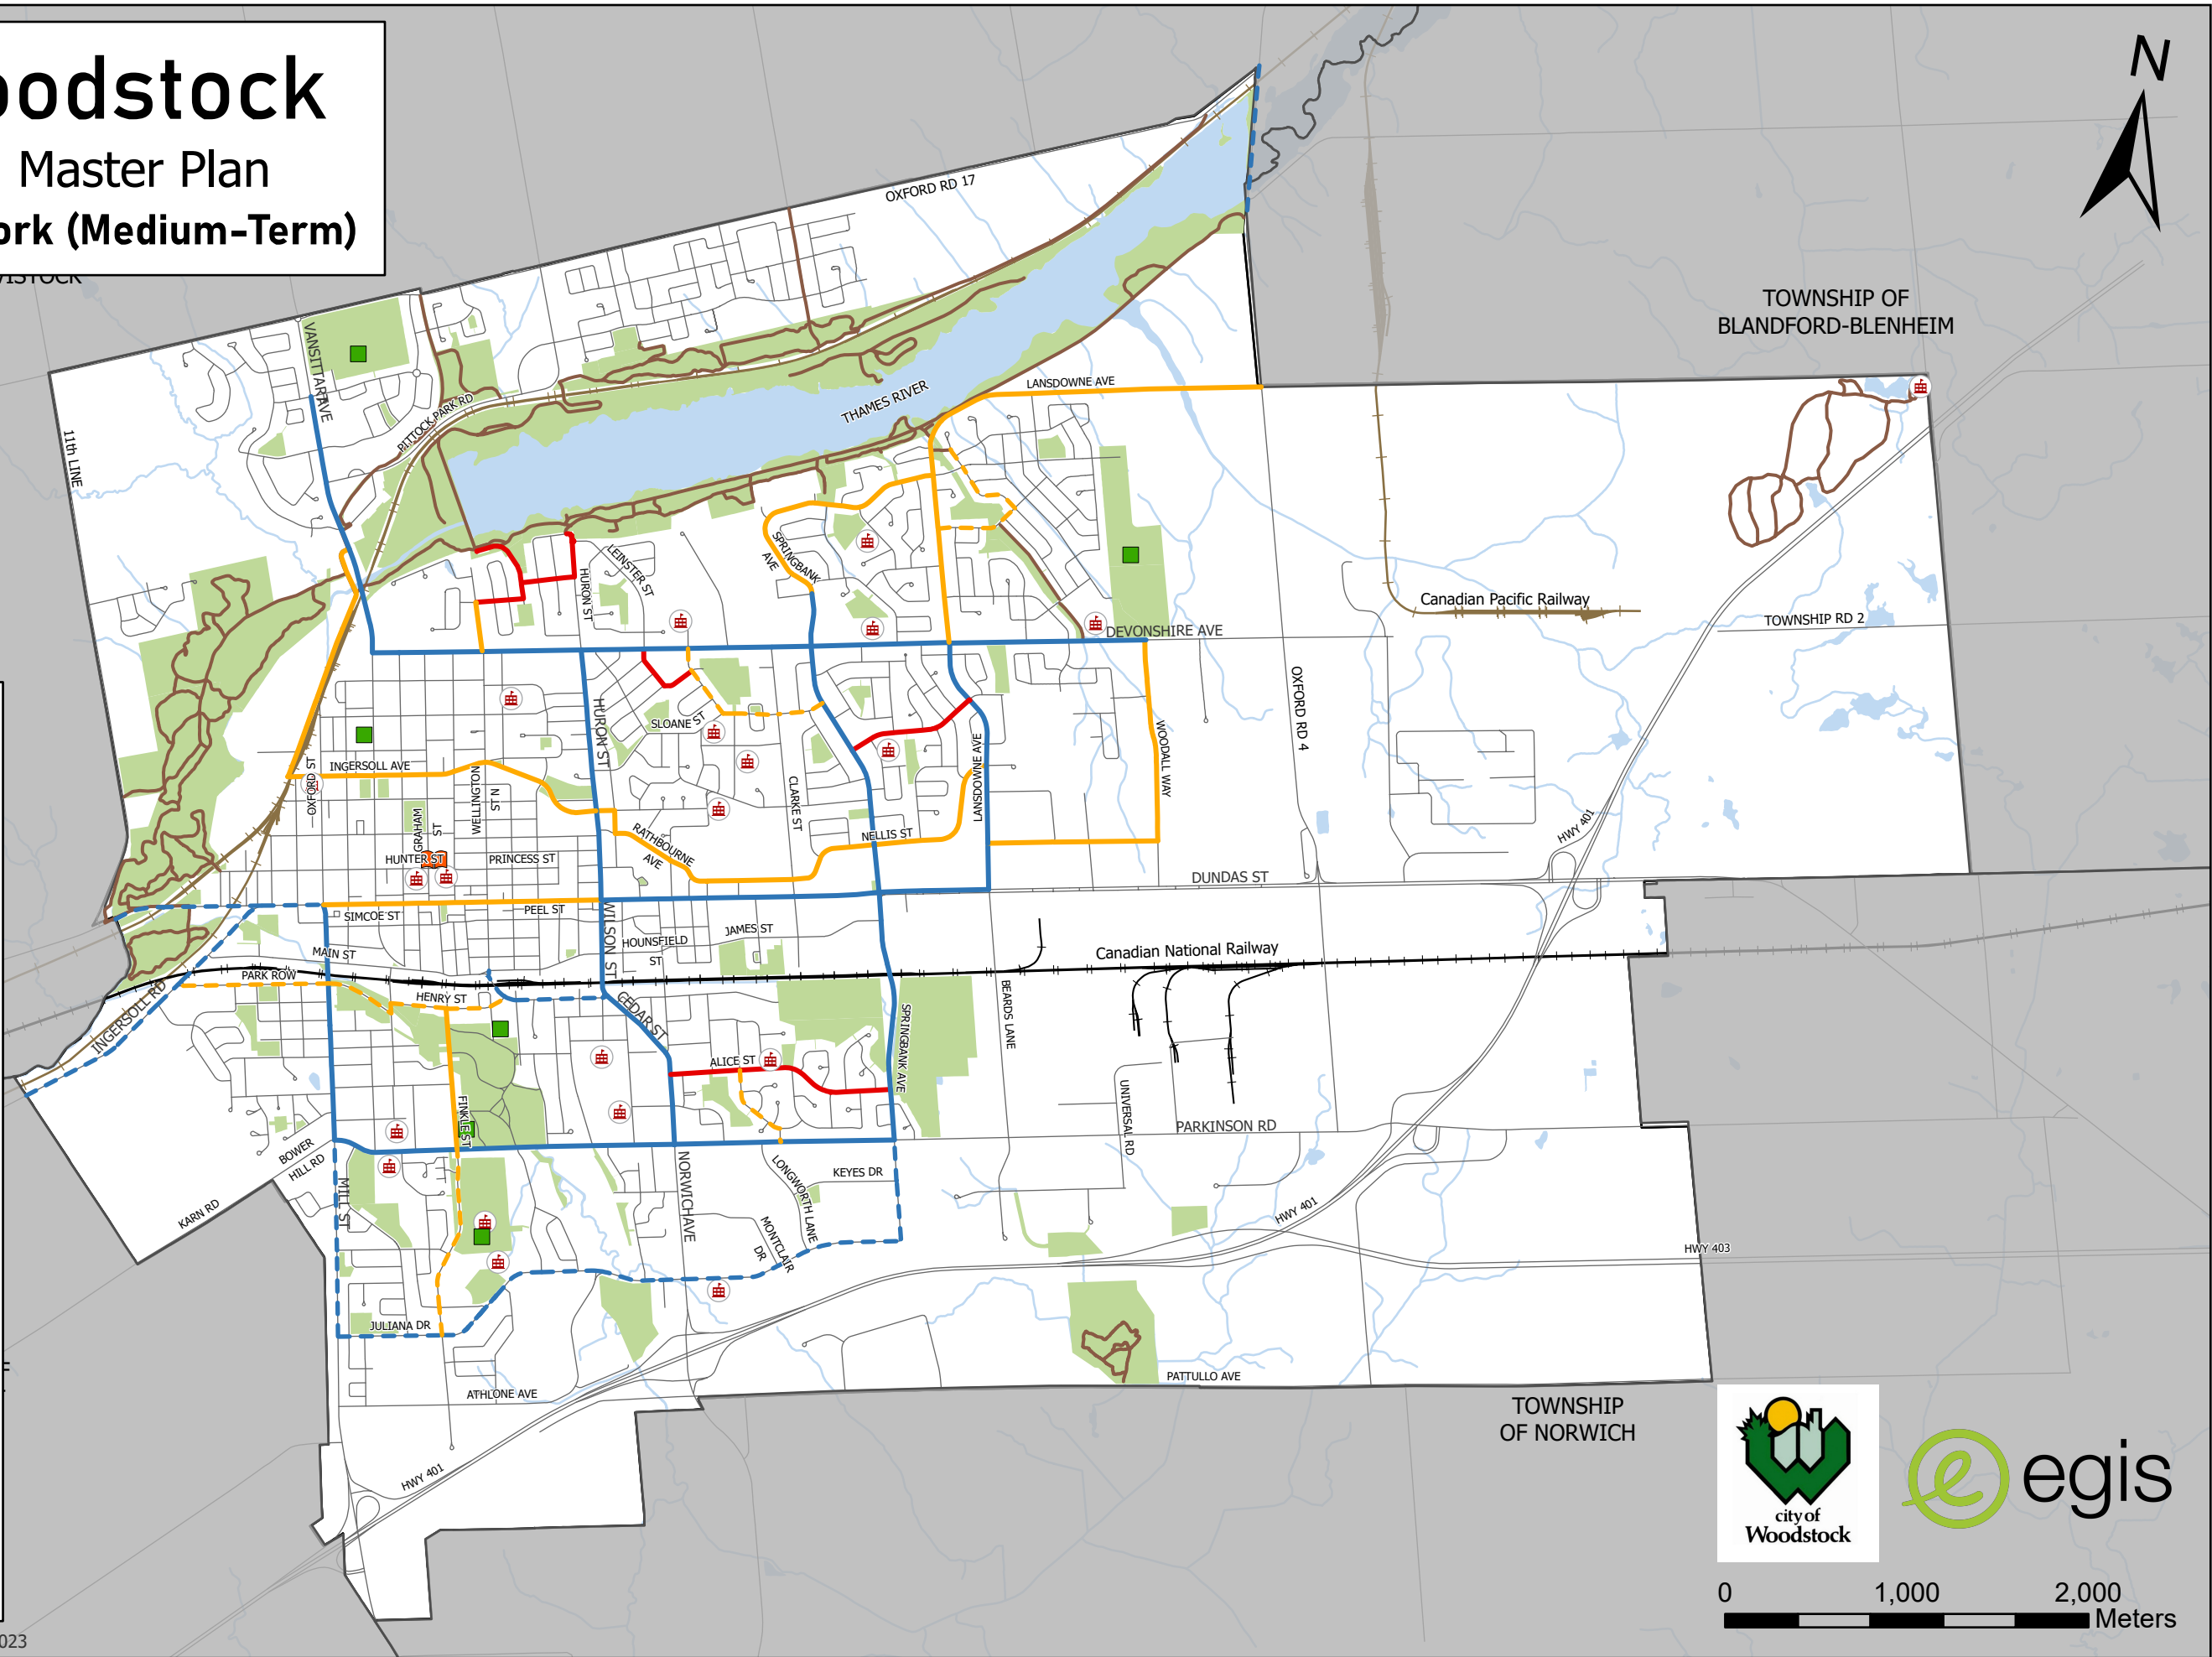 oodstock
Master Plan
ork (Medium-Term)
VISTOCK
N
OXFORD RD 17
TOWNSHIP OF
BLANDFORD-BLENHEIM
VANSITTART AVE
11th LINE
PITTOCK PARK RD
THAMES RIVER
LANSDOWNE AVE
SPRINGBANK
AVE
LEINSTER ST
HURON ST
Canadian Pacific Railway
TOWNSHIP RD 2
DEVONSHIRE AVE
OXFORD RD 4
WOODALL WAY
HURON ST
SLOANE ST
LANSDOWNE AVE
INGERSOLL AVE
OXFORD ST
WELLINGTON
ST N
CLARKE ST
GRAHAM
ST
RATHBOURNE
AVE
NELLIS ST
HWY 401
HUNTER ST
PRINCESS ST
DUNDAS ST
SIMCOE ST
PEEL ST
WILSON ST
HOUNSFIELD
ST
JAMES ST
MAIN ST
Canadian National Railway
PARK ROW
HENRY ST
CEDAR ST
INGERSOLL RD
BEARDS LANE
SPRINGBANK AVE
ALICE ST
UNIVERSAL RD
FINKLE ST
PARKINSON RD
BOWER
HILL RD
KARN RD
MILL ST
NORWICH AVE
LONGWORTH LANE
KEYES DR
MONTCLAIR
DR
HWY 401
HWY 403
JULIANA DR
ATHLONE AVE
PATTULLO AVE
HWY 401
TOWNSHIP
OF NORWICH
city of
Woodstock
egis
0 1,000 2,000
Meters
023